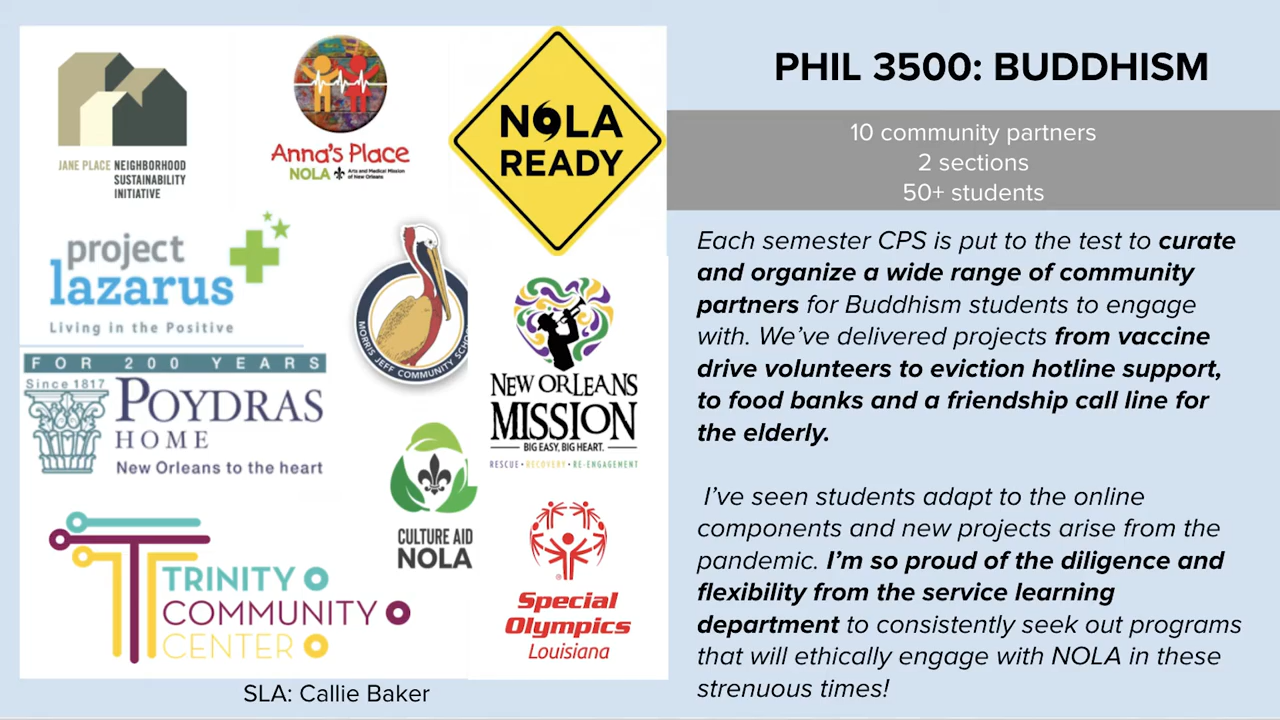 JANE PLACE NEIGHBORHOOD
SUSTAINABILITY
INITIATIVE
Anna's Place
NOLA Arts and Medical Mission
of New Orleans
NOLA
READY
project
lazarus
Living in the Positive
MORRIS JEFF COMMUNITY SCHO
FOR 200 YEARS
Since 1817
POYDRAS
HOME
New Orleans to the heart
NEW ORLEANS
MISSION
BIG EASY, BIG HEART.
RESCUE • RECOVERY • RE-ENGAGEMENT
CULTURE AID
NOLA
TRINITY
COMMUNITY
CENTER
Special
Olympics
Louisiana
SLA: Callie Baker
PHIL 3500: BUDDHISM
10 community partners
2 sections
50+ students
Each semester CPS is put to the test to curate
and organize a wide range of community
partners for Buddhism students to engage
with. We've delivered projects from vaccine
drive volunteers to eviction hotline support,
to food banks and a friendship call line for
the elderly.
I've seen students adapt to the online
components and new projects arise from the
pandemic. I'm so proud of the diligence and
flexibility from the service learning
department to consistently seek out programs
that will ethically engage with NOLA in these
strenuous times!